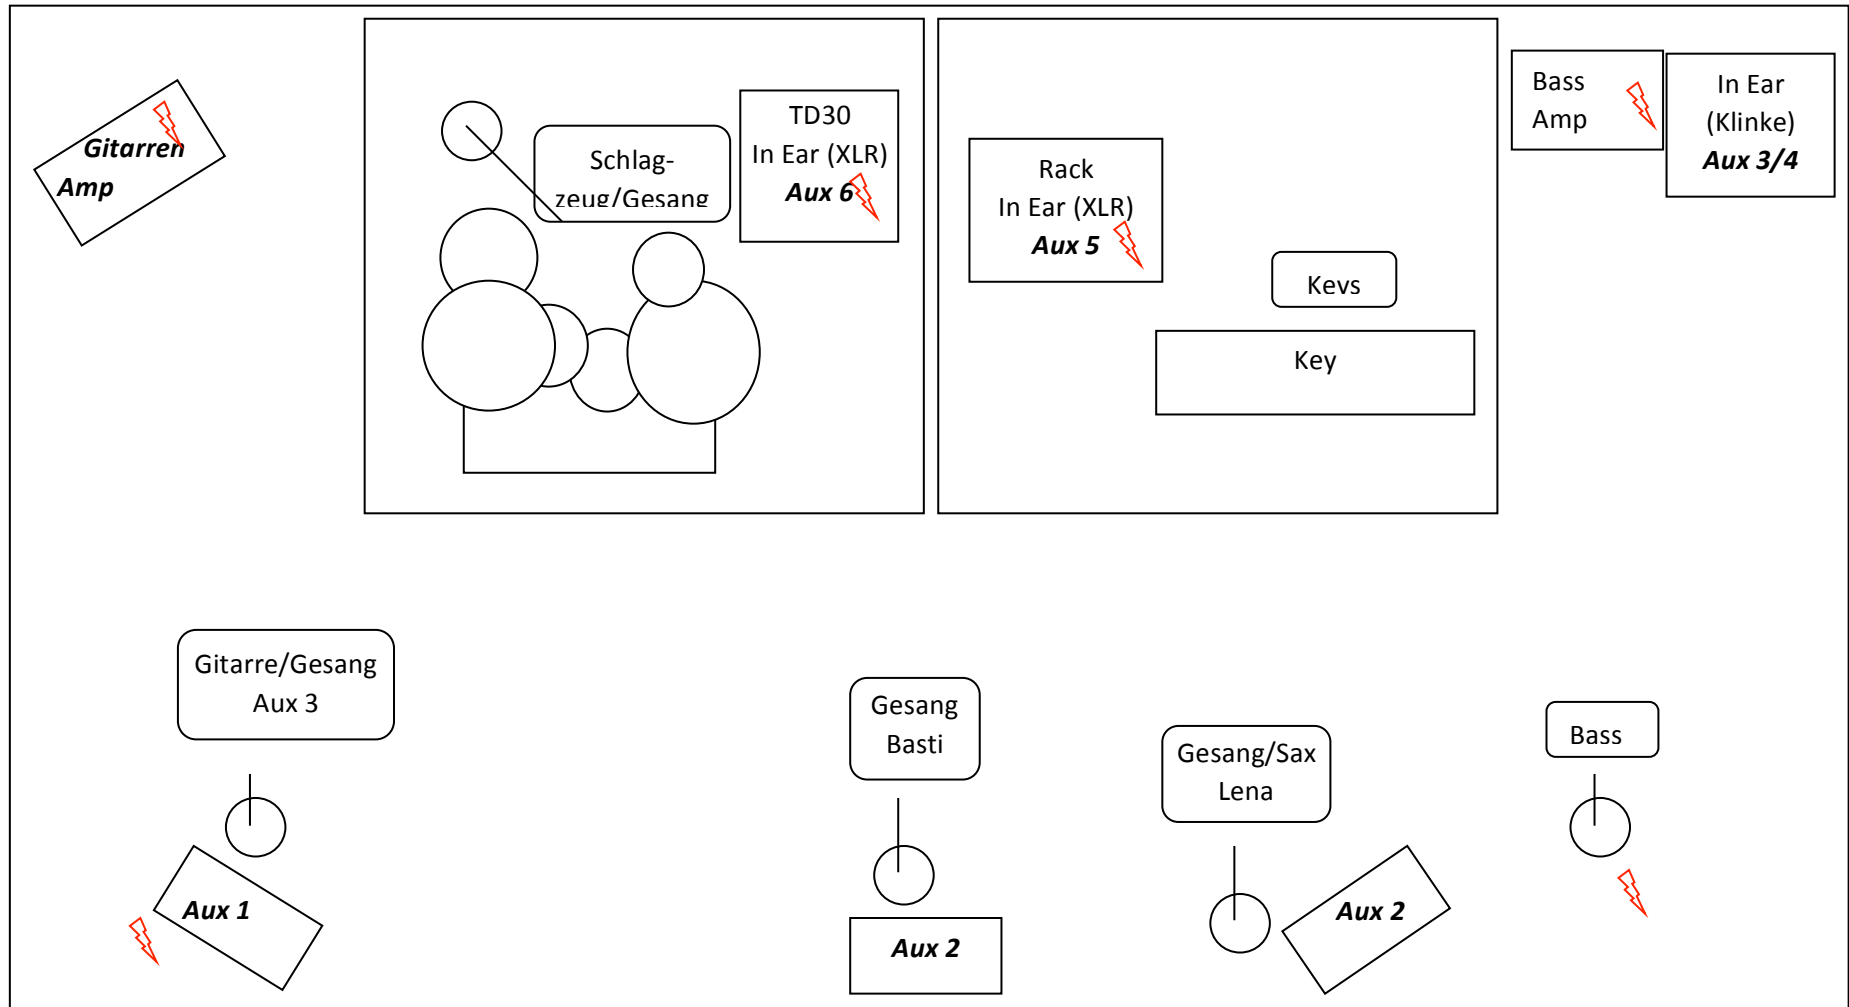 Gitarren
Amp
Schlag-
zeug/Gesang
TD30
In Ear (XLR)
Aux 6
Rack
In Ear (XLR)
Aux 5
Keys
Key
Bass
Amp
In Ear
(Klinke)
Aux 3/4
Gitarre/Gesang
Aux 3
Gesang
Basti
Gesang/Sax
Lena
Bass
Aux 1
Aux 2
Aux 2